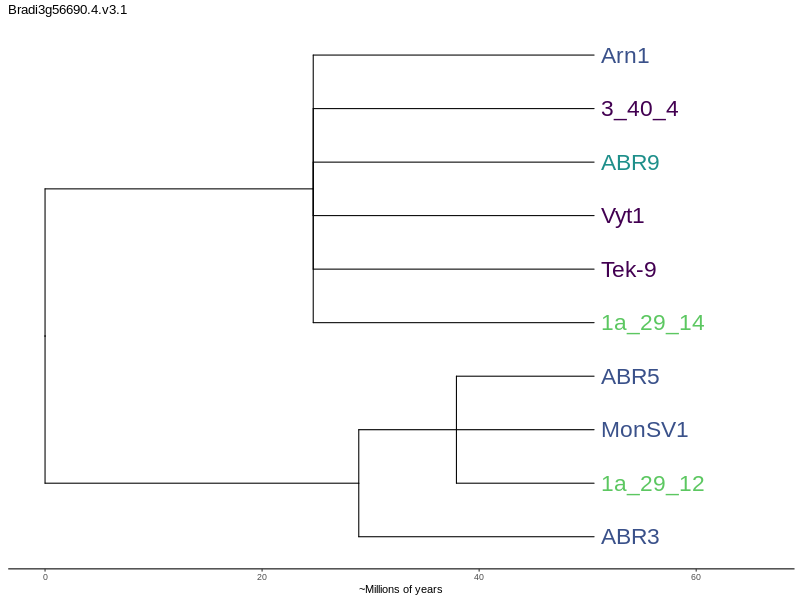 Bradi3g56690.4.v3.1
Arn1
3_40_4
ABR9
Vyt1
Tek-9
1a_29_14
ABR5
MonSV1
1a_29_12
ABR3
0 20 40 60
~Millions of years